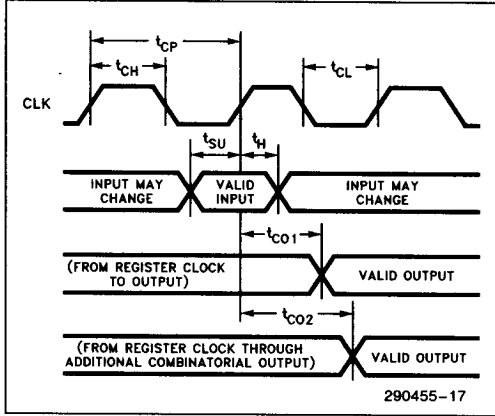 tCP
tCH
tCL
CLK
tSU
tH
INPUT MAY
CHANGE
VALID
INPUT
INPUT MAY
CHANGE
tCO1
(FROM REGISTER CLOCK
TO OUTPUT)
VALID OUTPUT
tCO2
(FROM REGISTER CLOCK THROUGH
ADDITIONAL COMBINATORIAL OUTPUT)
VALID OUTPUT
290455-17